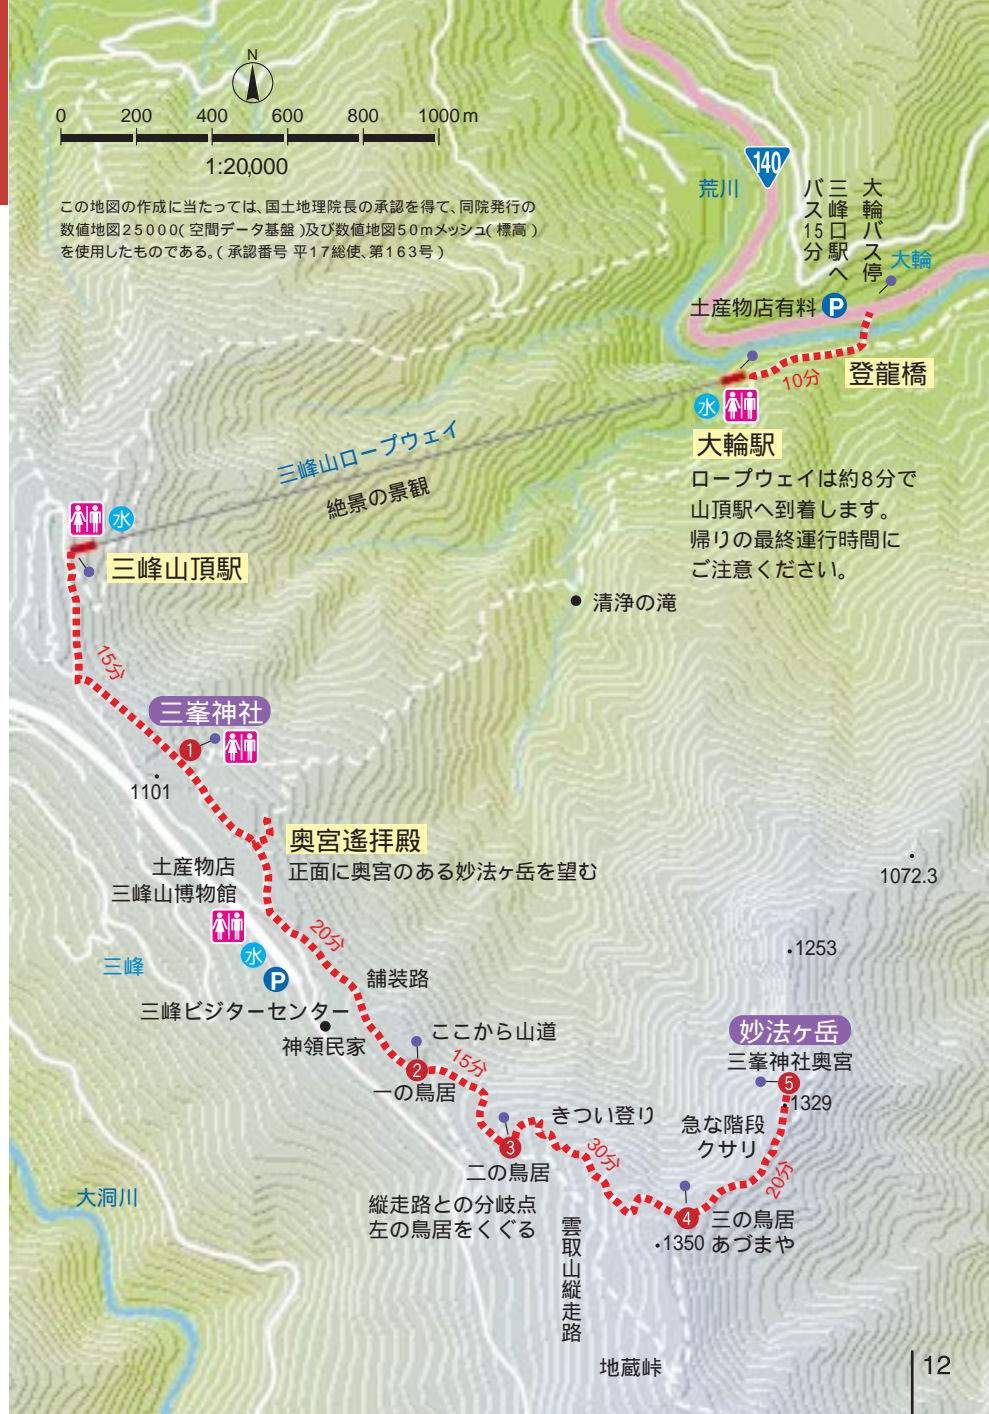 N
0 200 400 600 800 1000m
1:20,000
この地図の作成に当たっては、国土地理院長の承認を得て、同院発行の
数値地図25000(空間データ基盤)及び数値地図50mメッシュ(標高)
を使用したものである。(承認番号 平17総使、第163号)
140
荒川
大輪バス停
三峰口駅へ
バス15分
大輪
土産物店有料 P
10分
登龍橋
水
大輪駅
ロープウェイは約8分で
山頂駅へ到着します。
帰りの最終運行時間に
ご注意ください。
三峰山ロープウェイ
絶景の景観
水
三峰山頂駅
清浄の滝
15分
三峯神社
1
1101
奥宮遙拝殿
正面に奥宮のある妙法ヶ岳を望む
土産物店
三峰山博物館
1072.3
20分
水
P
三峰
1253
舗装路
三峰ビジターセンター
神領民家
ここから山道
15分
2
一の鳥居
妙法ヶ岳
三峯神社奥宮
5
1329
きつい登り
急な階段
クサリ
3
二の鳥居
30分
20分
縦走路との分岐点
左の鳥居をくぐる
大洞川
4
三の鳥居
1350 あづまや
雲取山縦走路
地蔵峠
12